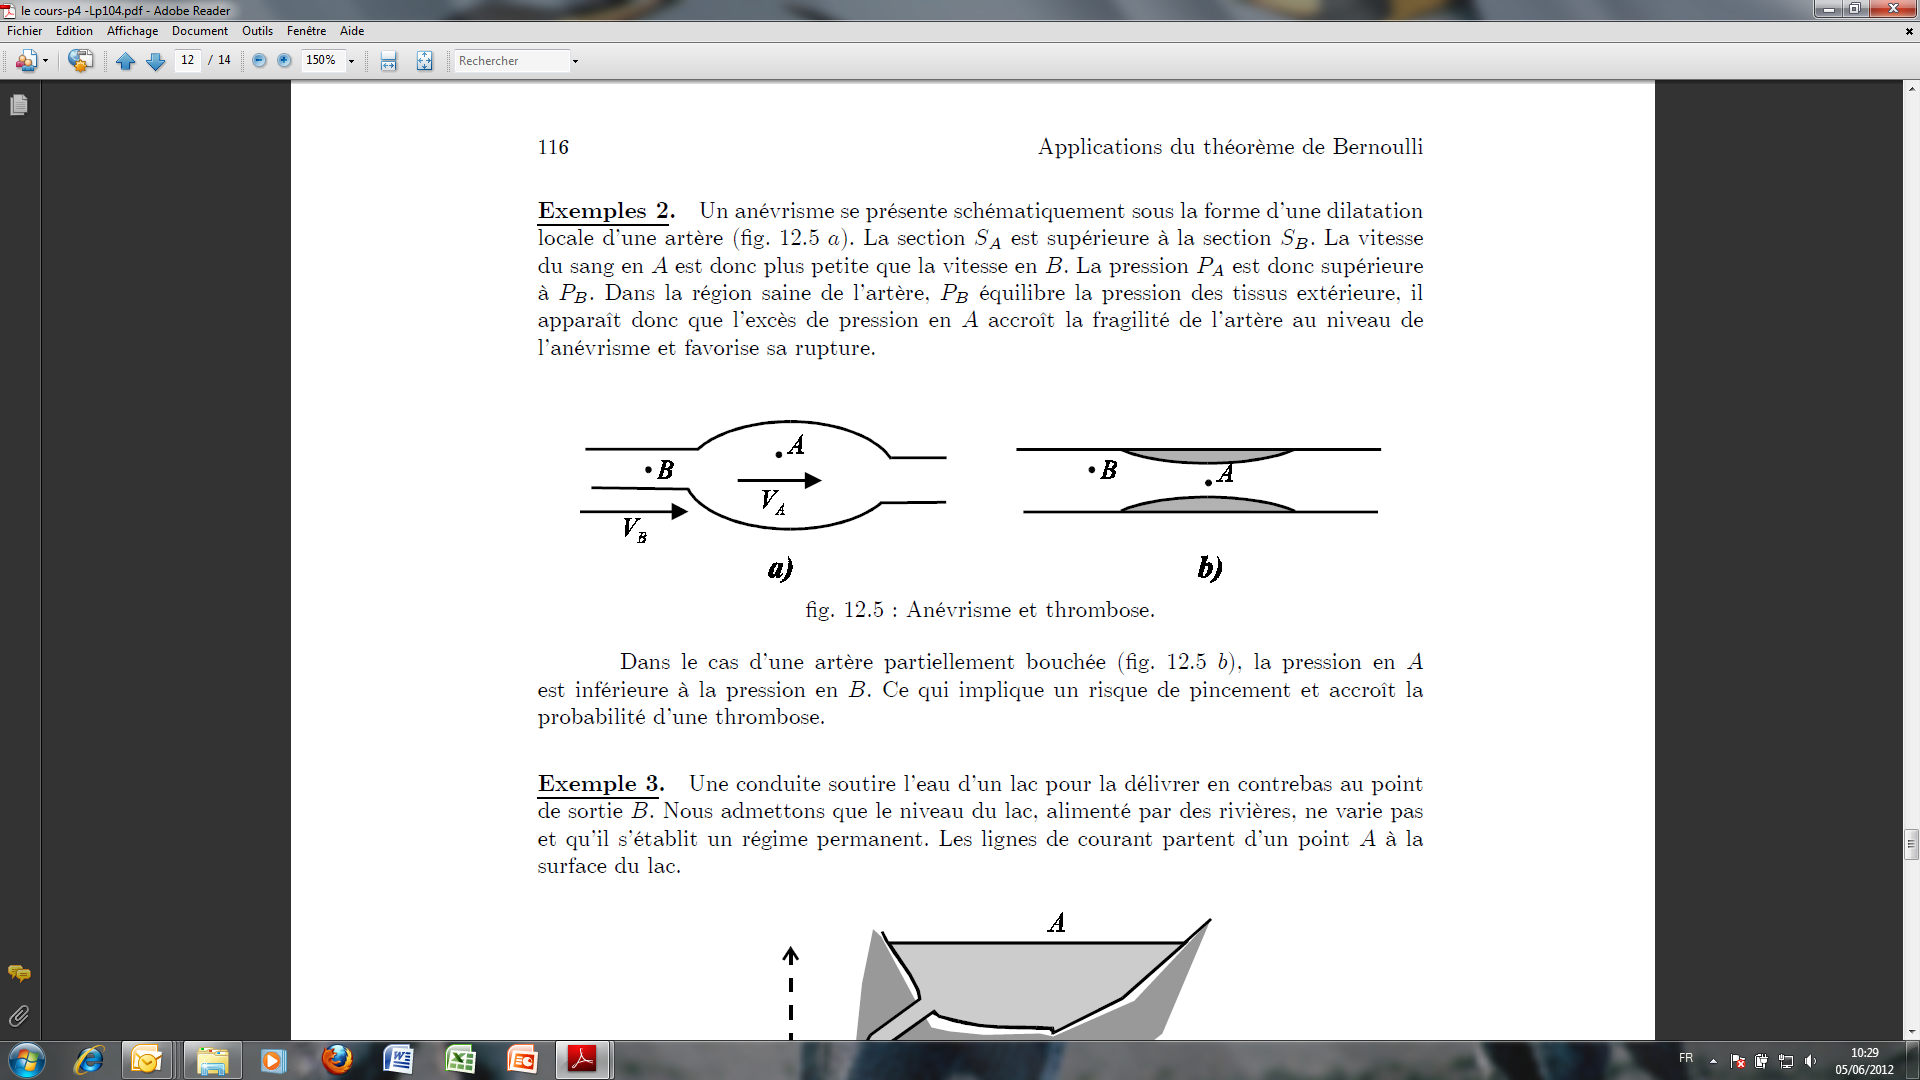 le cours-p4 -Lp104.pdf - Adobe Reader
Fichier Edition Affichage Document Outils Fenêtre Aide
12 / 14 150% Rechercher
116 Applications du théorème de Bernoulli
Exemples 2. Un anévrisme se présente schématiquement sous la forme d'une dilatation
locale d'une artère (fig. 12.5 a). La section S_A est supérieure à la section S_B. La vitesse
du sang en A est donc plus petite que la vitesse en B. La pression P_A est donc supérieure
à P_B. Dans la région saine de l'artère, P_B équilibre la pression des tissus extérieure, il
apparaît donc que l'excès de pression en A accroît la fragilité de l'artère au niveau de
l'anévrisme et favorise sa rupture.
B A V_A V_B
B A
a) b)
fig. 12.5 : Anévrisme et thrombose.
Dans le cas d'une artère partiellement bouchée (fig. 12.5 b), la pression en A
est inférieure à la pression en B. Ce qui implique un risque de pincement et accroît la
probabilité d'une thrombose.
Exemple 3. Une conduite soutire l'eau d'un lac pour la délivrer en contrebas au point
de sortie B. Nous admettons que le niveau du lac, alimenté par des rivières, ne varie pas
et qu'il s'établit un régime permanent. Les lignes de courant partent d'un point A à la
surface du lac.
A
FR 10:29
05/06/2012